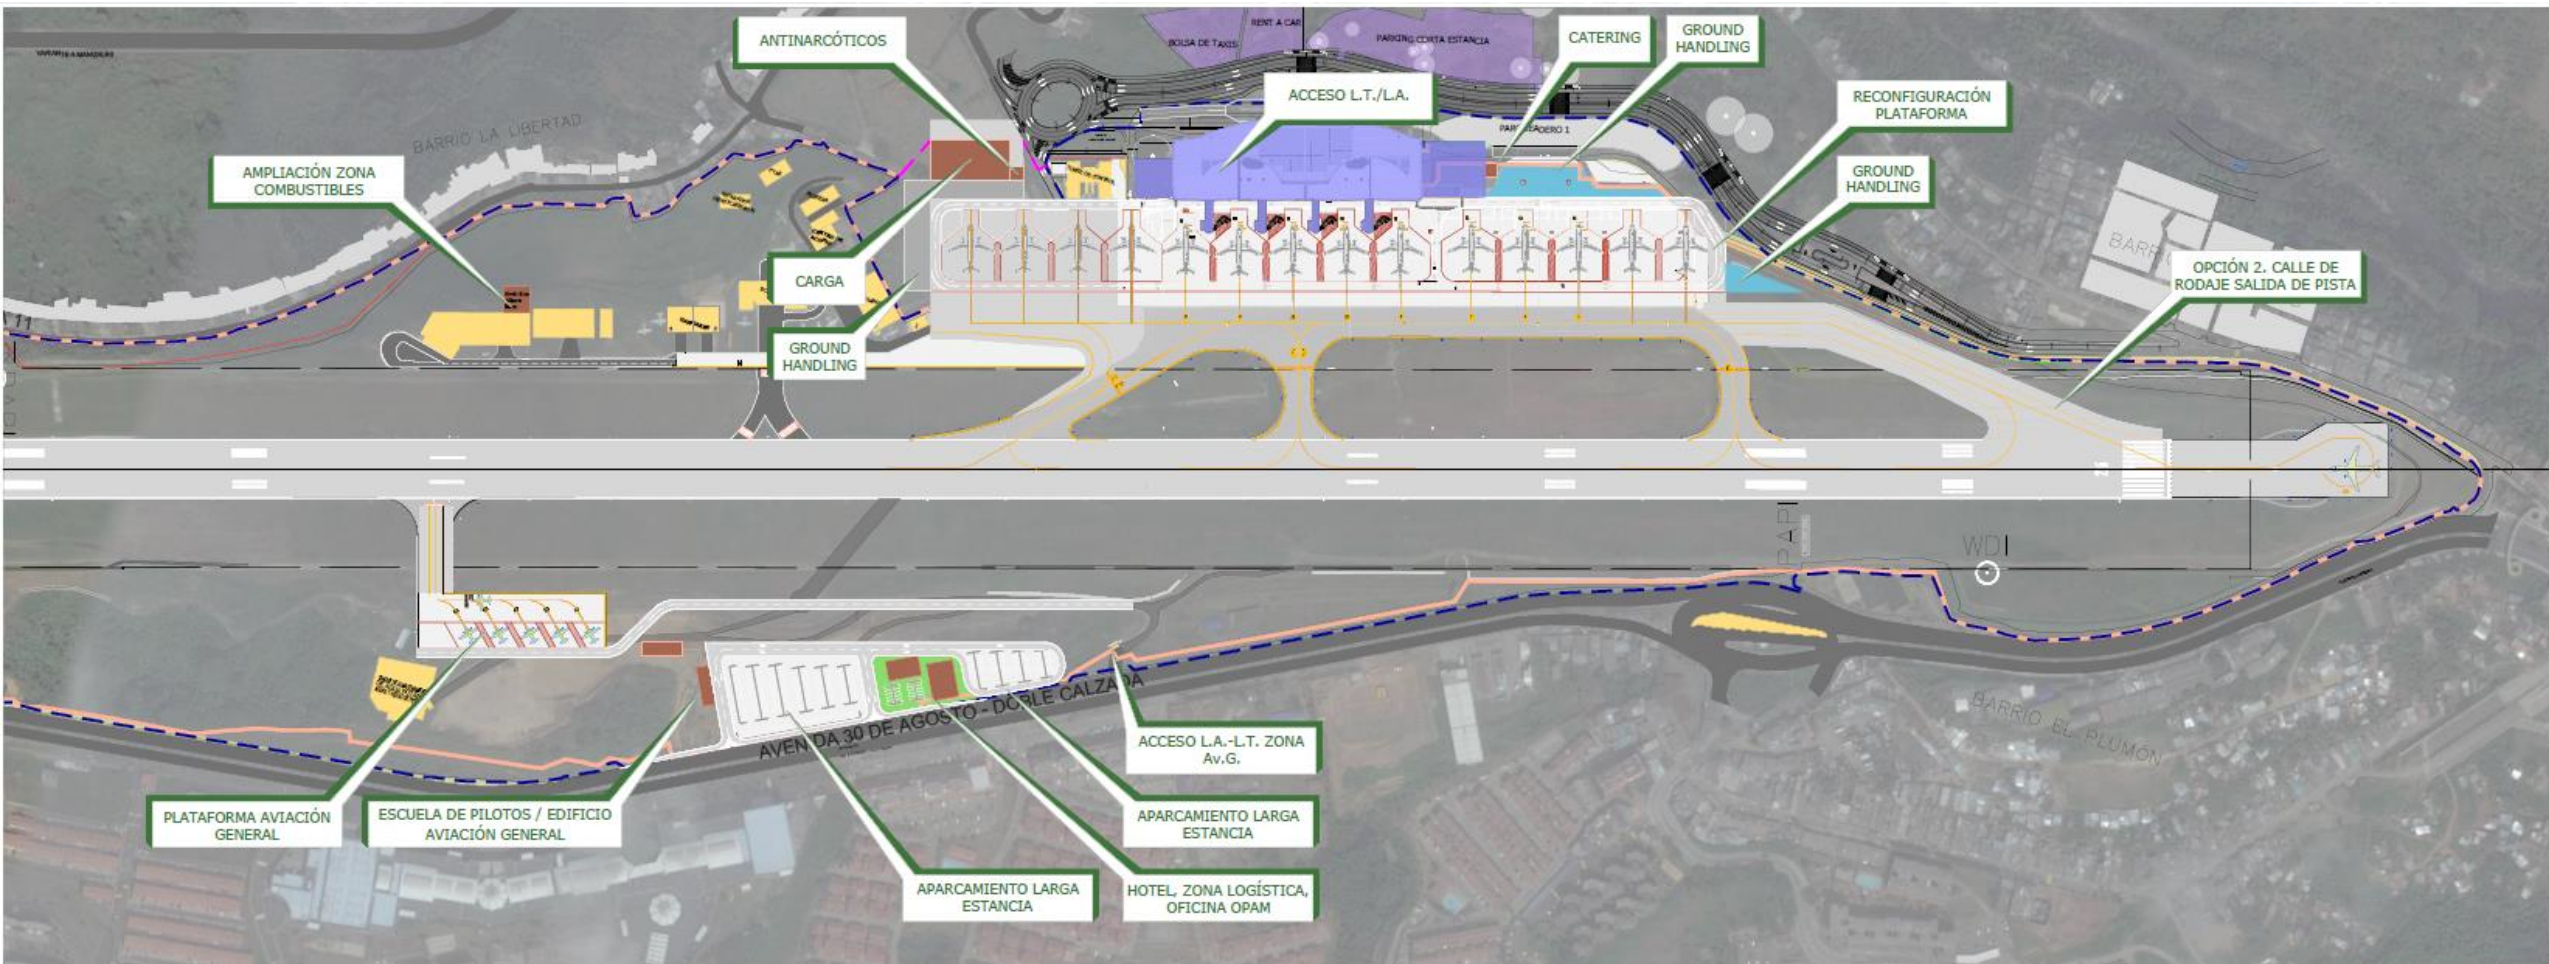 RENT A CAR
BOLSA DE TAXIS
PARKING CORTA ESTANCIA
ANTINARCÓTICOS
CATERING
GROUND
HANDLING
ACCESO L.T./L.A.
RECONFIGURACIÓN
PLATAFORMA
BARRIO LA LIBERTAD
AMPLIACIÓN ZONA
COMBUSTIBLES
GROUND
HANDLING
BARRIO
OPCIÓN 2. CALLE DE
RODAJE SALIDA DE PISTA
CARGA
GROUND
HANDLING
PAPI
WDI
AVENIDA 30 DE AGOSTO - DOBLE CALZADA
BARRIO EL PLUMÓN
ACCESO L.A.-L.T. ZONA
Av.G.
PLATAFORMA AVIACIÓN
GENERAL
ESCUELA DE PILOTOS / EDIFICIO
AVIACIÓN GENERAL
APARCAMIENTO LARGA
ESTANCIA
APARCAMIENTO LARGA
ESTANCIA
HOTEL, ZONA LOGÍSTICA,
OFICINA OPAM